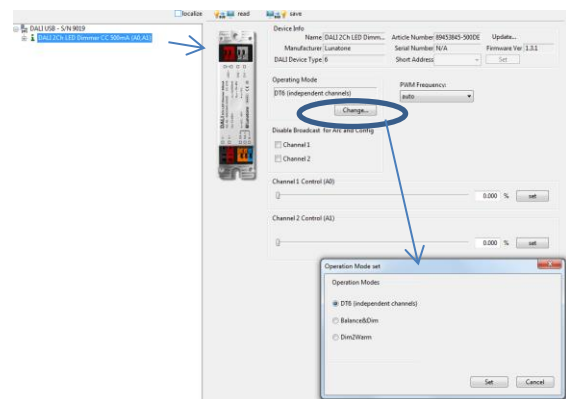 localize read save
DALI USB - S/N 9019
DALI 2Ch LED Dimmer CC 500mA (A0,A1)
Device Info
Name DALI 2Ch LED Dimm... Article Number 89453845-500DE Update...
Manufacturer Lunatone Serial Number N/A Firmware Ver 1.3.1
DALI Device Type 6 Short Address Set
Operating Mode
PWM Frequency:
DT6 (independent channels) auto
Change...
Disable Broadcast for Arc and Config
Channel 1
Channel 2
Channel 1 Control (A0)
0.000 % set
Channel 2 Control (A1)
0.000 % set
Operation Mode set
Operation Modes
DT6 (independent channels)
Balance&Dim
Dim2Warm
Set Cancel